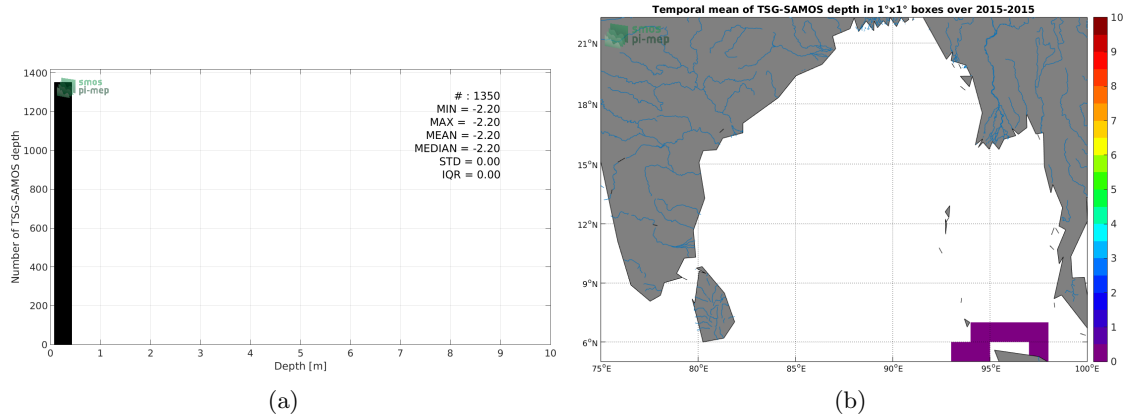 smos
pi-mep
# : 1350
MIN = -2.20
MAX = -2.20
MEAN = -2.20
MEDIAN = -2.20
STD = 0.00
IQR = 0.00
Number of TSG-SAMOS depth
1400
1200
1000
800
600
400
200
0
0 1 2 3 4 5 6 7 8 9 10
Depth [m]
(a)
Temporal mean of TSG-SAMOS depth in 1°x1° boxes over 2015-2015
smos
pi-mep
21°N
18°N
15°N
12°N
9°N
6°N
75°E 80°E 85°E 90°E 95°E 100°E
10
9
8
7
6
5
4
3
2
1
0
(b)